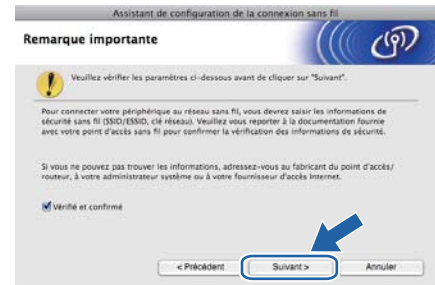 Assistant de configuration de la connexion sans fil
Remarque importante
Veuillez vérifier les paramètres ci-dessous avant de cliquer sur "Suivant".
Pour connecter votre périphérique au réseau sans fil, vous devrez saisir les informations de
sécurité sans fil (SSID/ESSID, clé réseau). Veuillez vous reporter à la documentation fournie
avec votre point d'accès sans fil pour confirmer la vérification des informations de sécurité.
Si vous ne pouvez pas trouver les informations, adressez-vous au fabricant du point d'accès/
routeur, à votre administrateur système ou à votre fournisseur d'accès Internet.
Vérifié et confirmé
< Précédent Suivant > Annuler